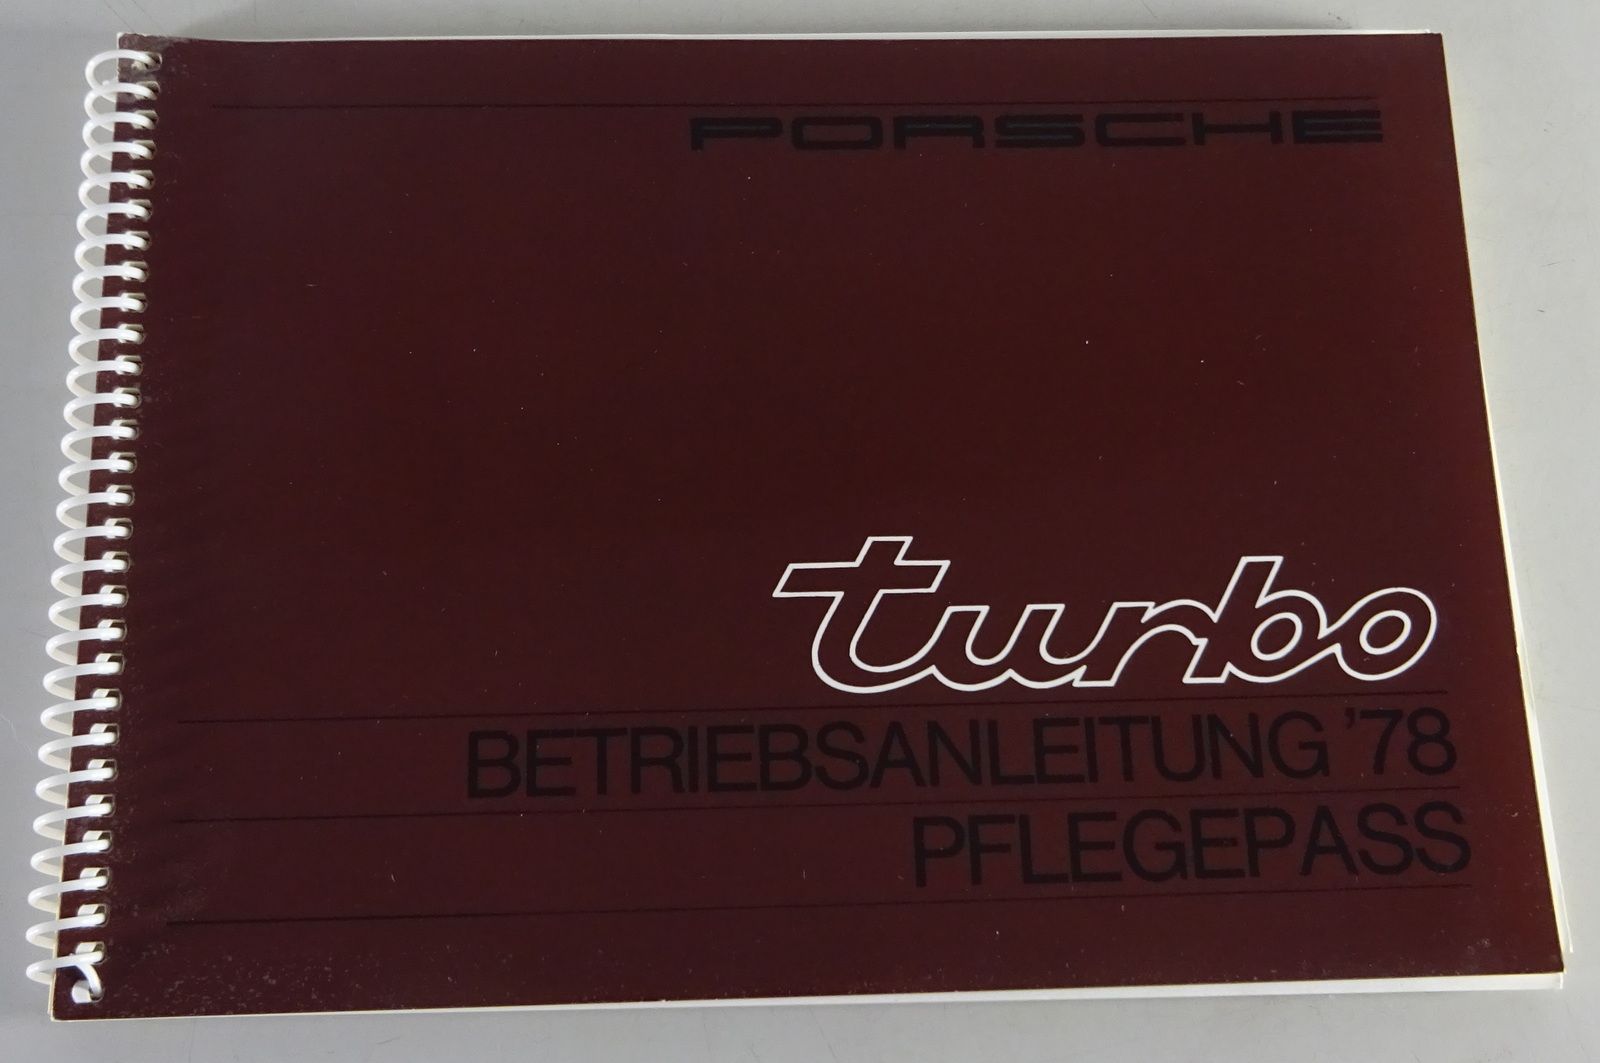 PORSCHE
turbo
BETRIEBSANLEITUNG '78
PFLEGEPASS